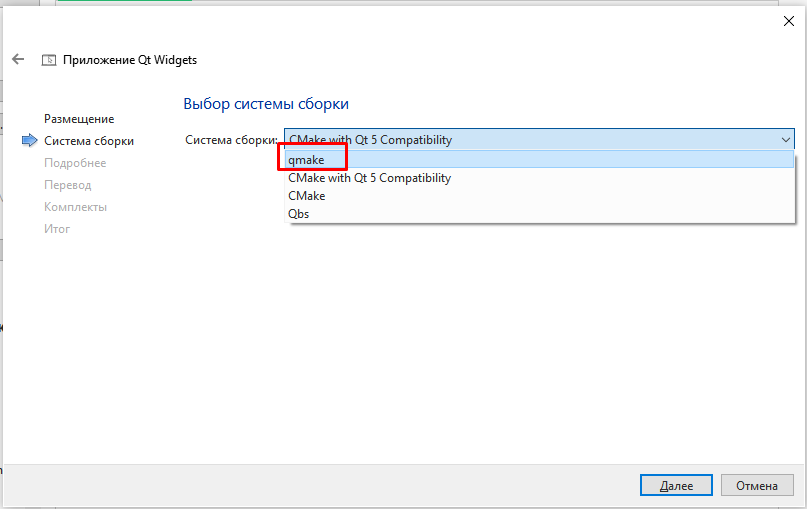 Приложение Qt Widgets
Выбор системы сборки
Размещение
Система сборки
Подробнее
Перевод
Комплекты
Итог
Система сборки:
CMake with Qt 5 Compatibility
qmake
CMake with Qt 5 Compatibility
CMake
Qbs
Далее
Отмена